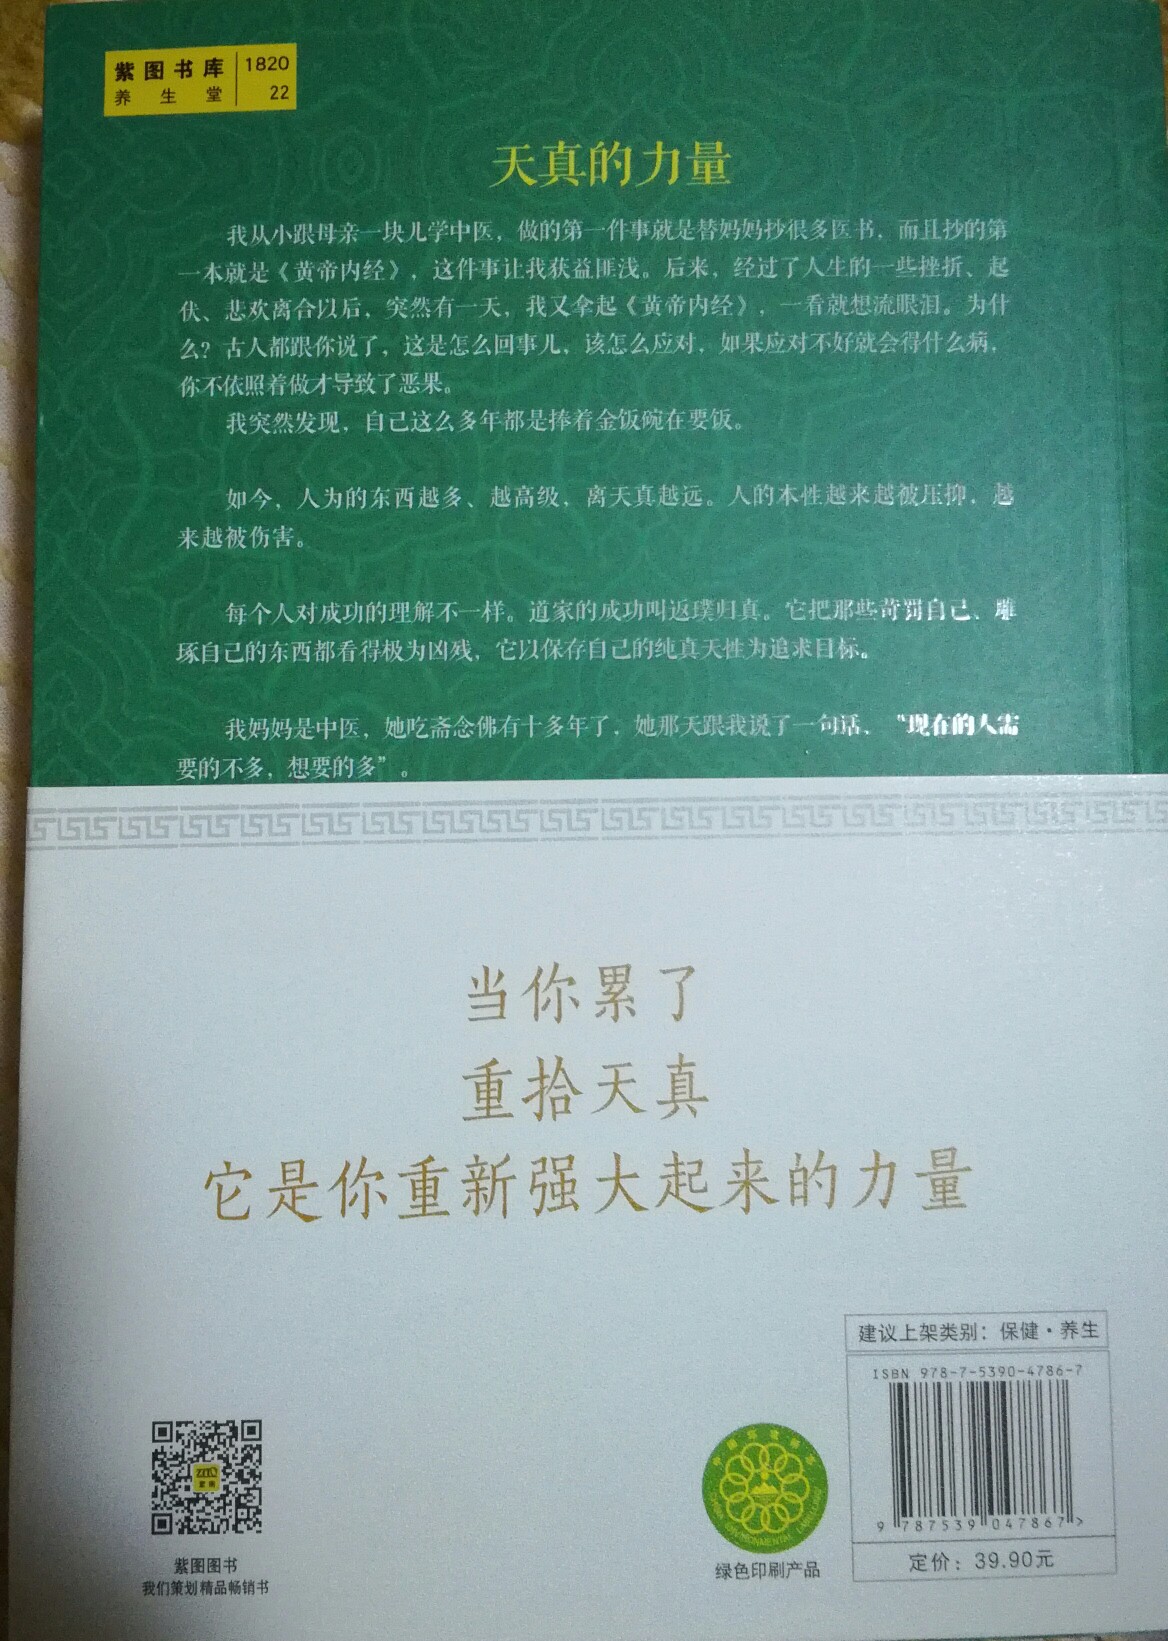 紫图书库 1820
养生堂 22
天真的力量
我从小跟母亲一块儿学中医，做的第一件事就是替妈妈抄很多医书，而且抄的第
一本就是《黄帝内经》，这件事让我获益匪浅。后来，经过了人生的一些挫折、起
伏、悲欢离合以后，突然有一天，我又拿起《黄帝内经》，一看就想流眼泪。为什
么？古人都跟你说了，这是怎么回事儿，该怎么应对，如果应对不好就会得什么病，
你不依照着做才导致了恶果。
我突然发现，自己这么多年都是捧着金饭碗在要饭。
如今，人为的东西越多、越高级，离天真越远。人的本性越来越被压抑，越
来越被伤害。
每个人对成功的理解不一样。道家的成功叫返璞归真。它把那些苛罚自己、雕
琢自己的东西都看得极为凶残，它以保存自己的纯真天性为追求目标。
我妈妈是中医，她吃斋念佛有十多年了，她那天跟我说了一句话，“现在的人需
要的不多，想要的多”。
当你累了
重拾天真
它是你重新强大起来的力量
建议上架类别：保健·养生
ISBN 978-7-5390-4786-7
9 787539 047867 >
定价：39.90元
绿色印刷产品
紫图图书
我们策划精品畅销书